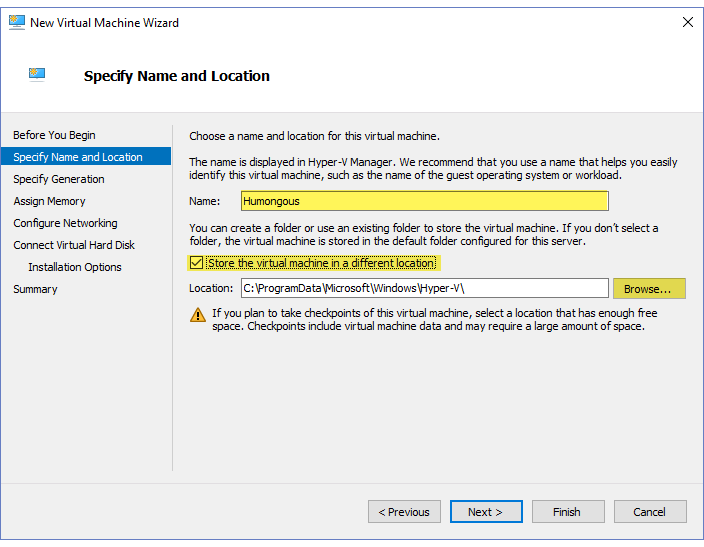 New Virtual Machine Wizard
Specify Name and Location
Before You Begin
Specify Name and Location
Specify Generation
Assign Memory
Configure Networking
Connect Virtual Hard Disk
Installation Options
Summary
Choose a name and location for this virtual machine.
The name is displayed in Hyper-V Manager. We recommend that you use a name that helps you easily
identify this virtual machine, such as the name of the guest operating system or workload.
Name: Humongous
You can create a folder or use an existing folder to store the virtual machine. If you don't select a
folder, the virtual machine is stored in the default folder configured for this server.
Store the virtual machine in a different location
Location: C:\ProgramData\Microsoft\Windows\Hyper-V\ Browse...
If you plan to take checkpoints of this virtual machine, select a location that has enough free
space. Checkpoints include virtual machine data and may require a large amount of space.
< Previous Next > Finish Cancel